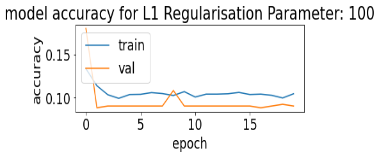 model accuracy for L1 Regularisation Parameter: 100
accuracy
0.15
0.10
train
val
0 5 10 15
epoch